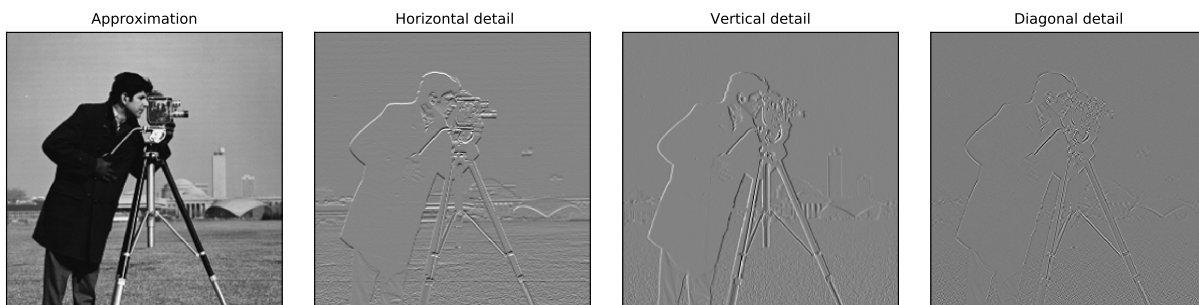 Approximation
Horizontal detail
Vertical detail
Diagonal detail